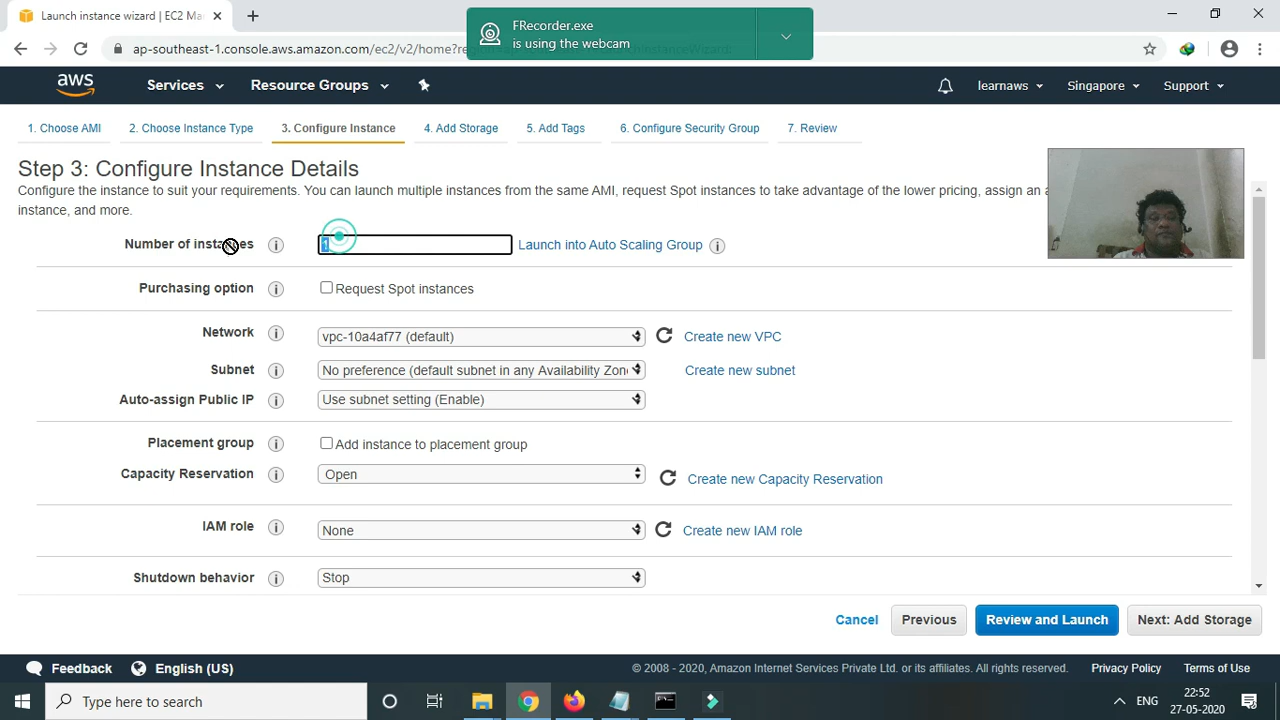 Launch instance wizard | EC2 Man
FRecorder.exe
is using the webcam
ap-southeast-1.console.aws.amazon.com/ec2/v2/home?region=
aws
Services
Resource Groups
learnaws
Singapore
Support
1. Choose AMI
2. Choose Instance Type
3. Configure Instance
4. Add Storage
5. Add Tags
6. Configure Security Group
7. Review
Step 3: Configure Instance Details
Configure the instance to suit your requirements. You can launch multiple instances from the same AMI, request Spot instances to take advantage of the lower pricing, assign an
instance, and more.
Number of instances
1
Launch into Auto Scaling Group
Purchasing option
Request Spot instances
Network
vpc-10a4af77 (default)
Create new VPC
Subnet
No preference (default subnet in any Availability Zon
Create new subnet
Auto-assign Public IP
Use subnet setting (Enable)
Placement group
Add instance to placement group
Capacity Reservation
Open
Create new Capacity Reservation
IAM role
None
Create new IAM role
Shutdown behavior
Stop
Cancel
Previous
Review and Launch
Next: Add Storage
Feedback
English (US)
© 2008 - 2020, Amazon Internet Services Private Ltd. or its affiliates. All rights reserved.
Privacy Policy
Terms of Use
Type here to search
ENG
22:52
27-05-2020